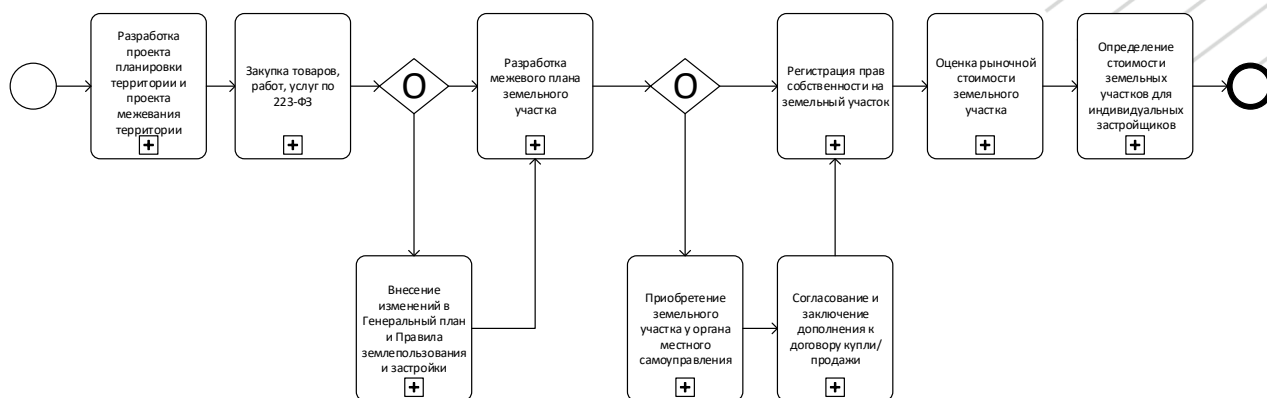 Разработка
проекта
планировки
территории и
проекта
межевания
территории
Закупка товаров,
работ, услуг по
223-ФЗ
O
Разработка
межевого плана
земельного
участка
O
Регистрация прав
собственности на
земельный участок
Оценка рыночной
стоимости
земельного
участка
Определение
стоимости
земельных
участков для
индивидуальных
застройщиков
Внесение
изменений в
Генеральный план
и Правила
землепользования
и застройки
Приобретение
земельного
участка у органа
местного
самоуправления
Согласование и
заключение
дополнения к
договору купли/
продажи